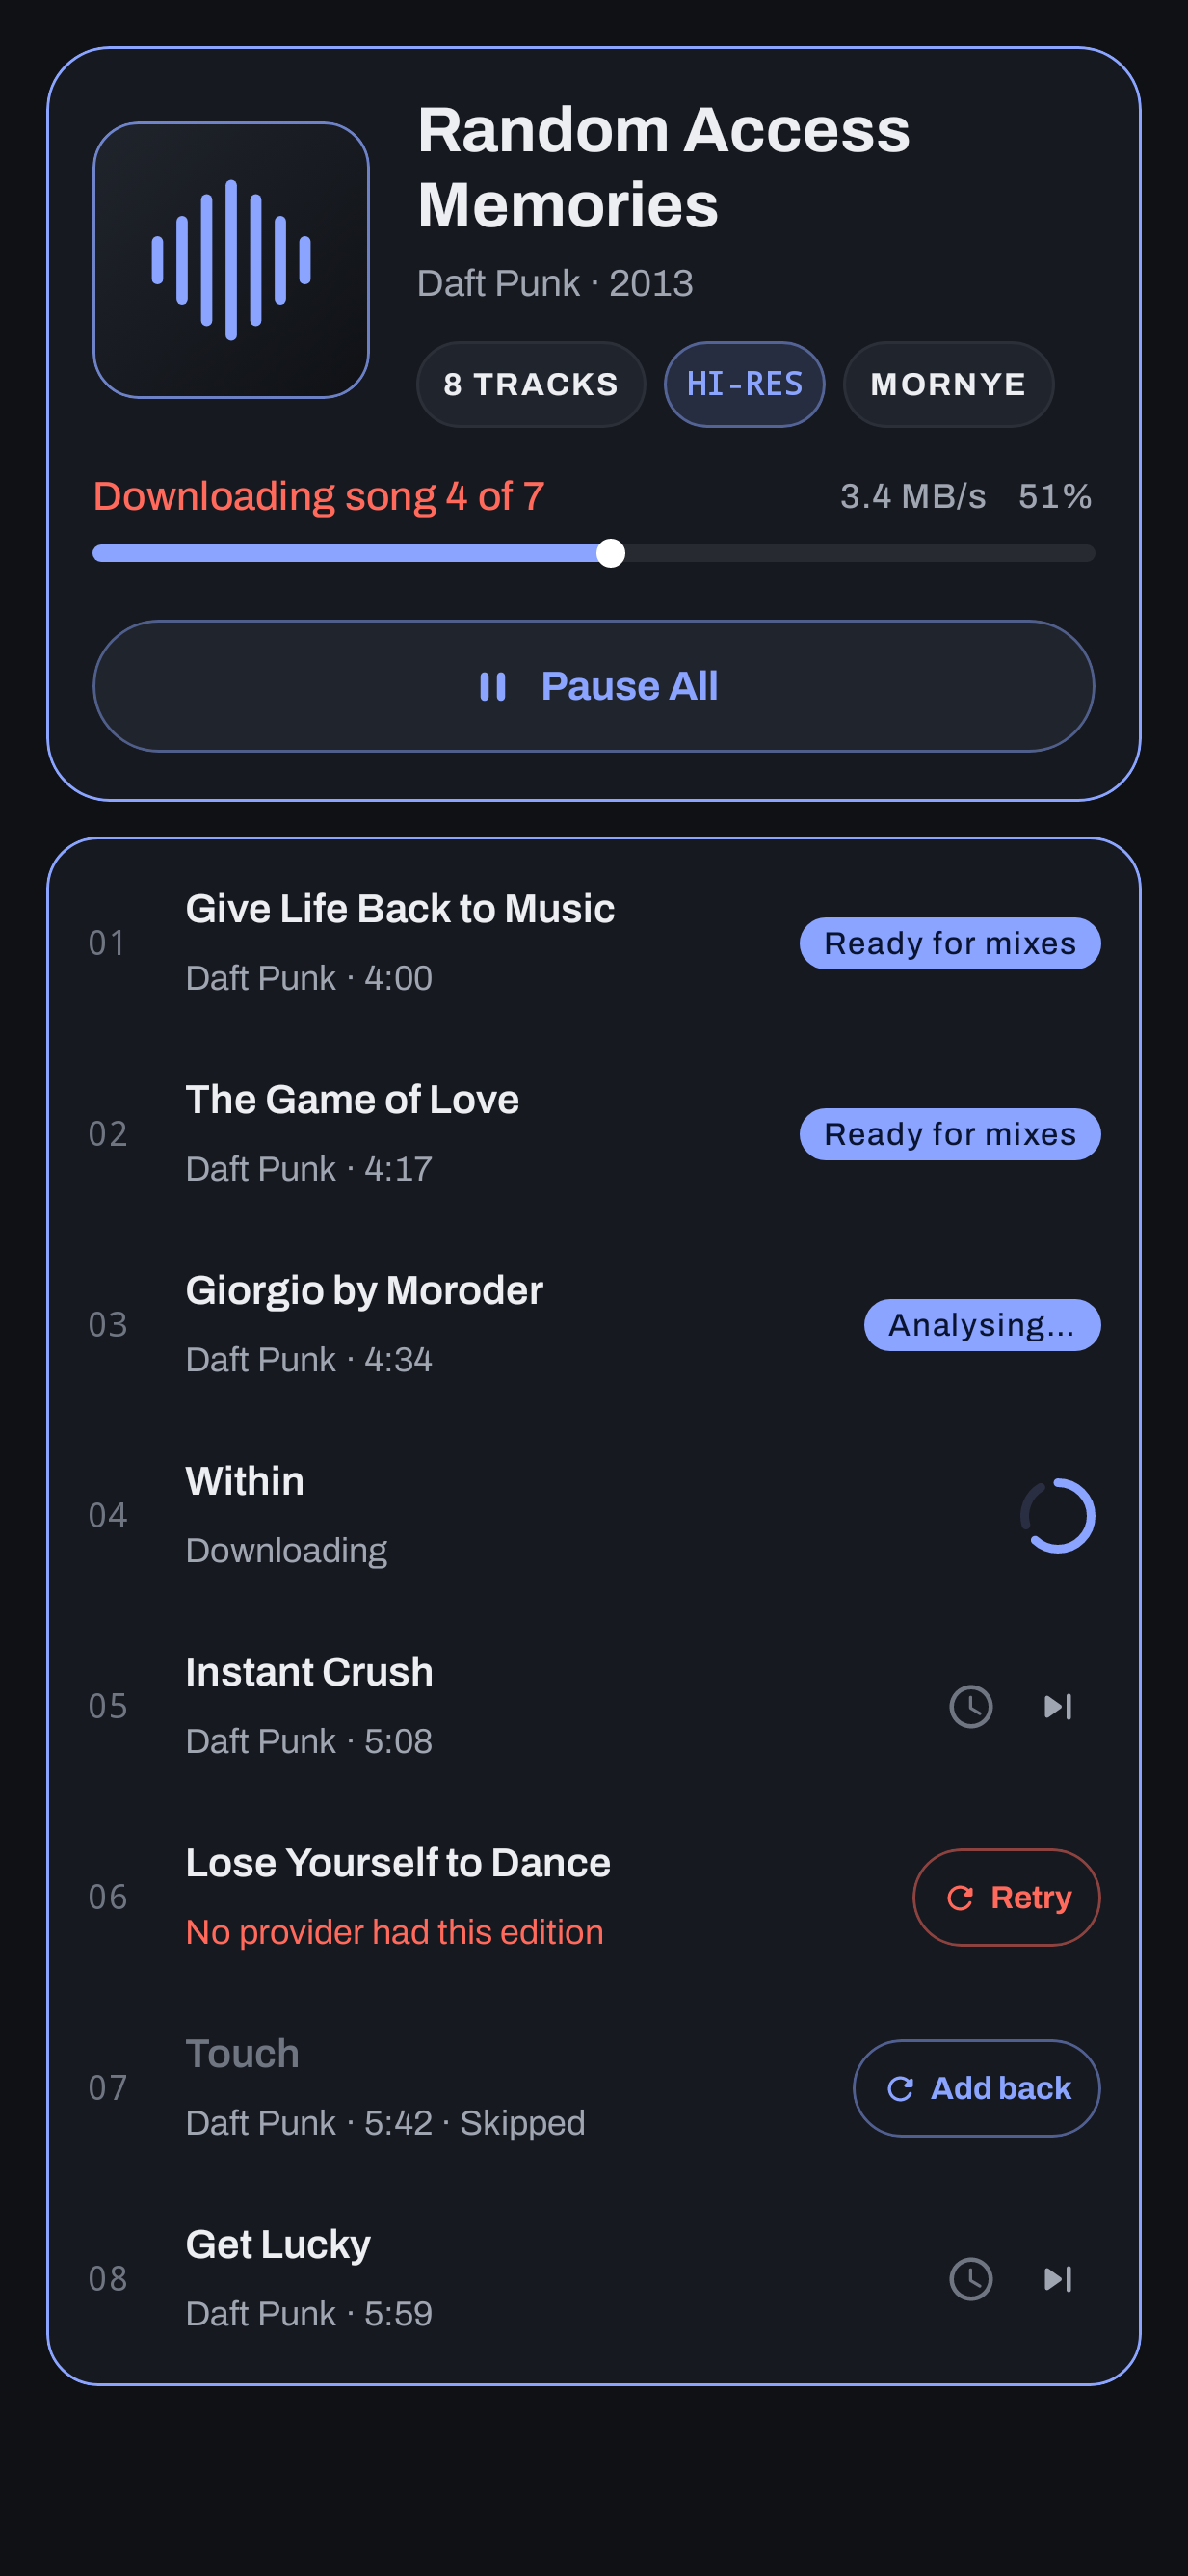 Random Access
Memories
Daft Punk · 2013
8 TRACKS HI-RES MORNYE
Downloading song 4 of 7 3.4 MB/s 51%
Pause All
01 Give Life Back to Music
Daft Punk · 4:00
Ready for mixes
02 The Game of Love
Daft Punk · 4:17
Ready for mixes
03 Giorgio by Moroder
Daft Punk · 4:34
Analysing...
04 Within
Downloading
05 Instant Crush
Daft Punk · 5:08
06 Lose Yourself to Dance
No provider had this edition
Retry
07 Touch
Daft Punk · 5:42 · Skipped
Add back
08 Get Lucky
Daft Punk · 5:59